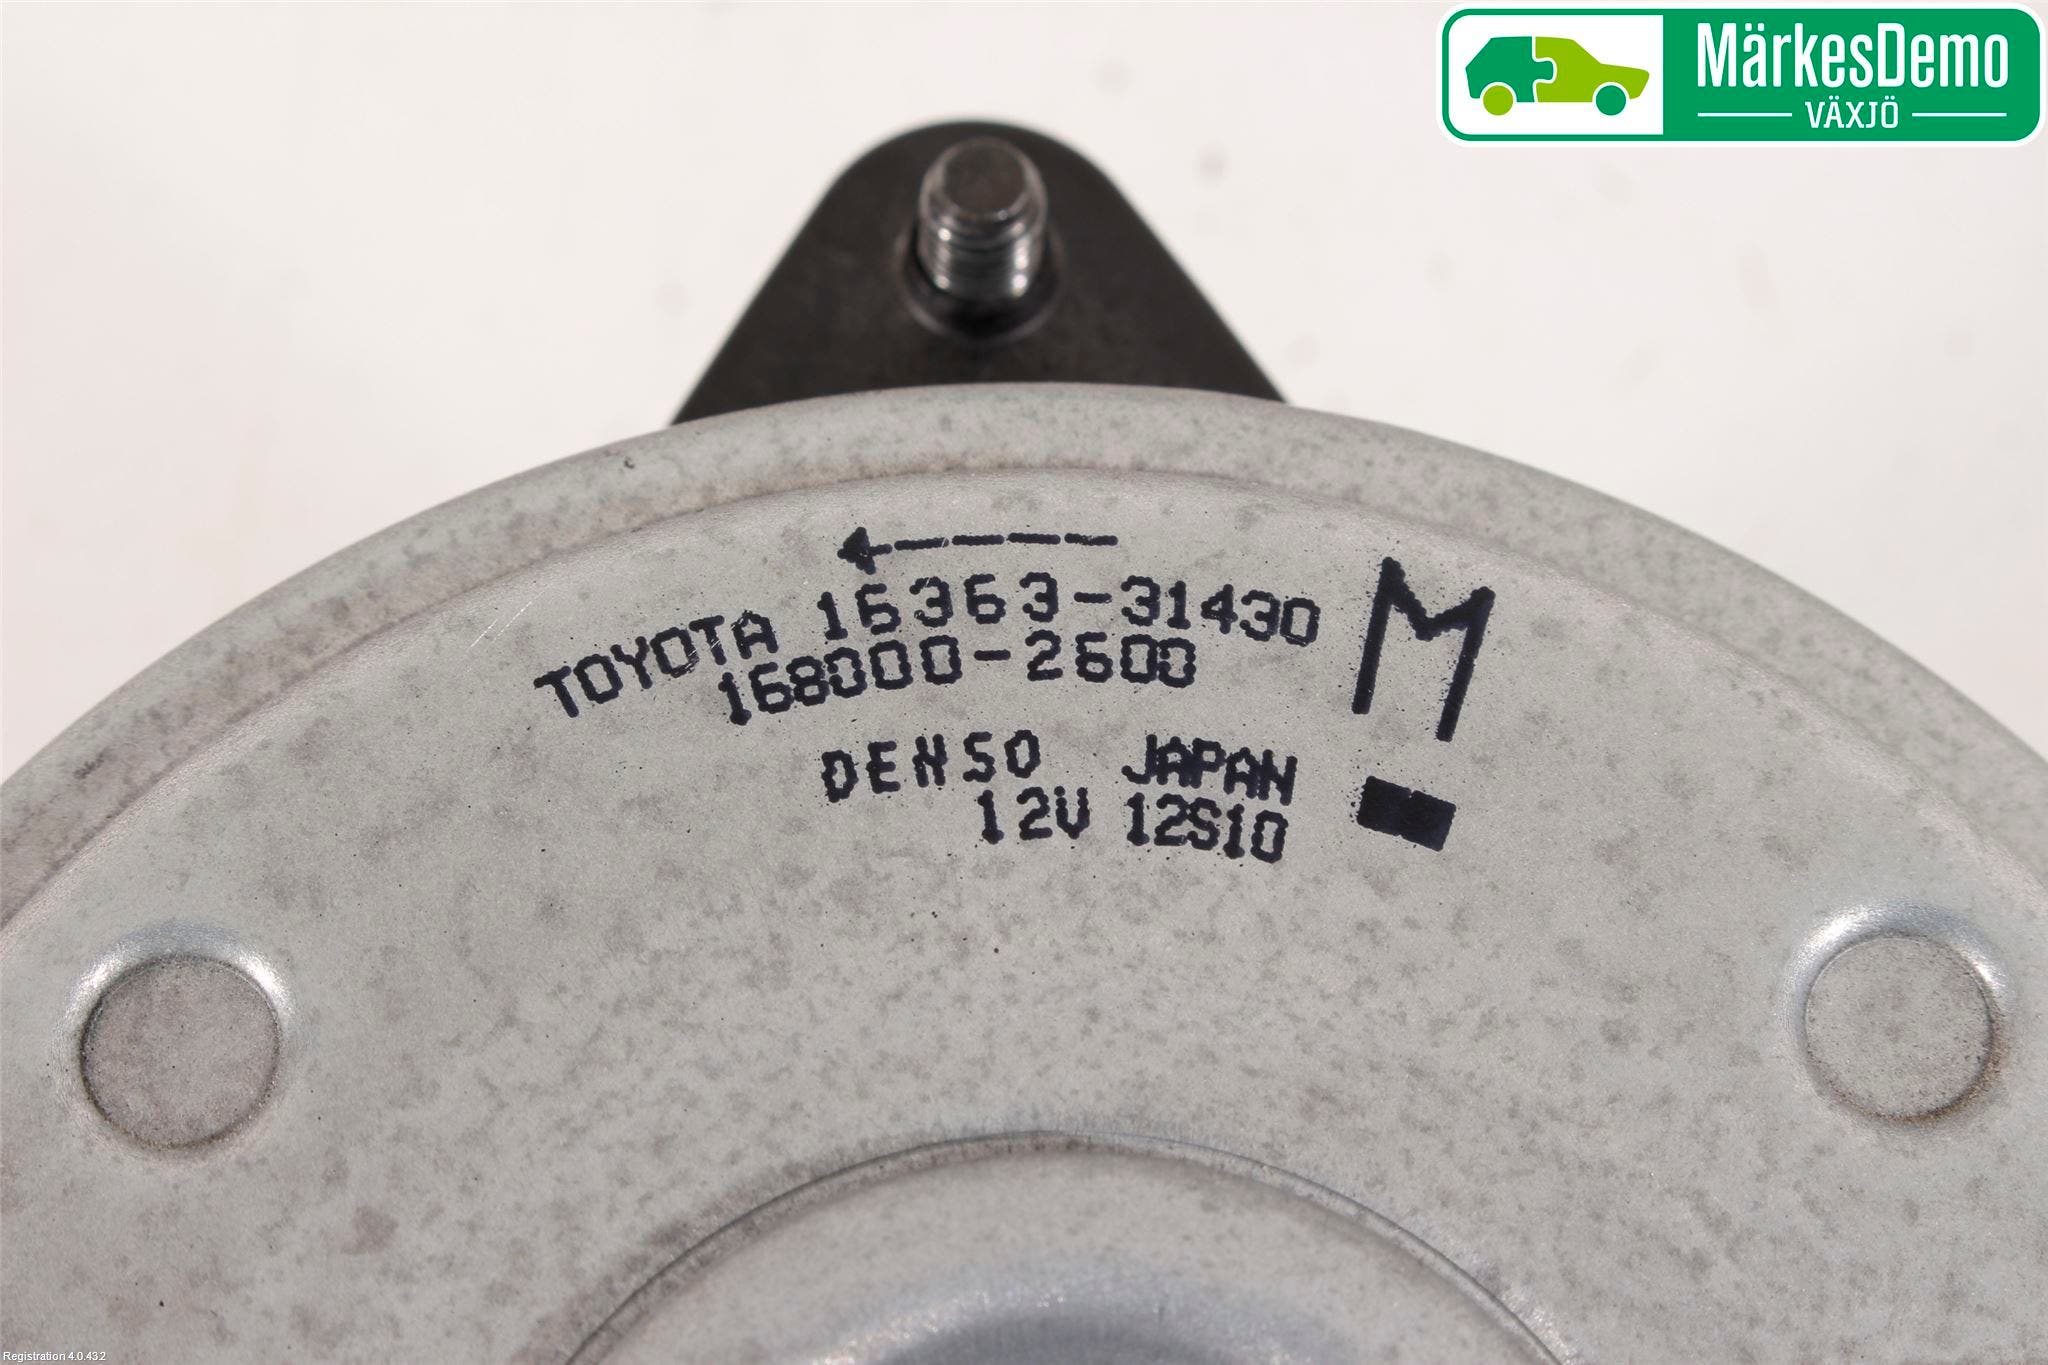 MärkesDemo
VÄXJÖ
TOYOTA 16363-31430
168000-2600
M
DENSO JAPAN
12V 12S10
Registration 4.0.432